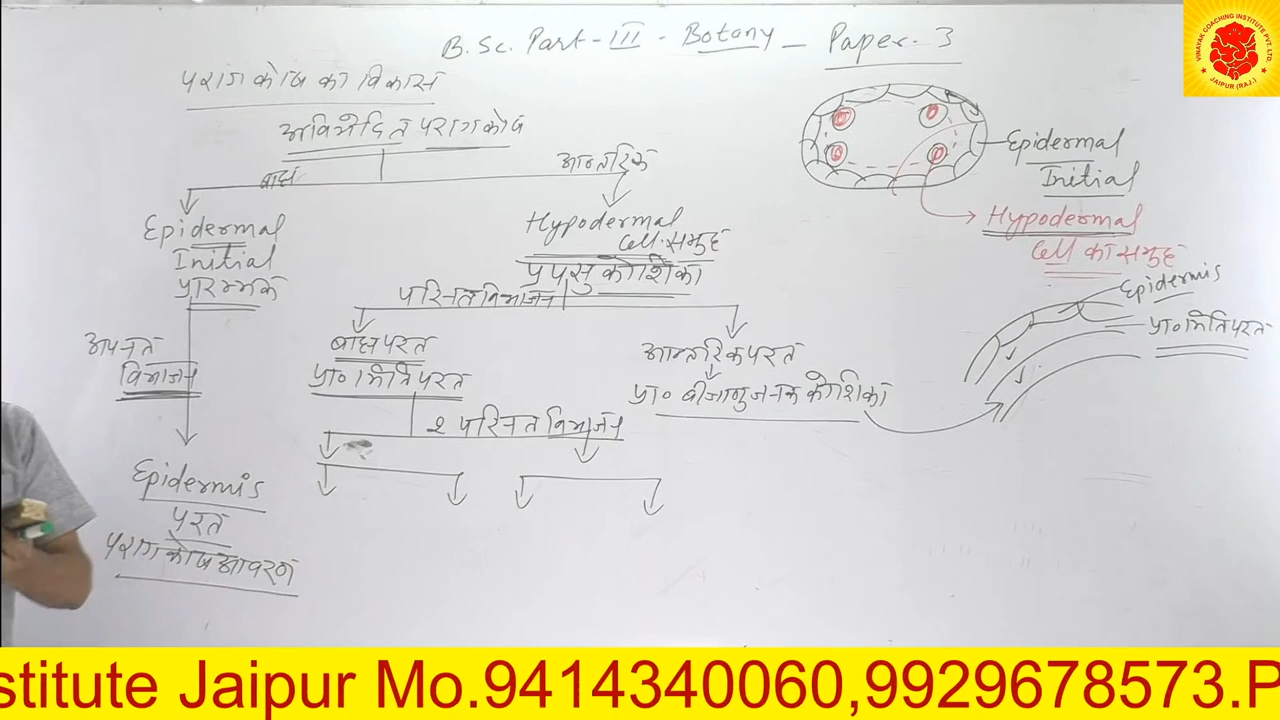 B.Sc. Part-III - Botany - Paper-3
परागकोष का विकास
अविभेदित परागकोष
बाह्य
आन्तरिक
Epidermal
Initial
प्रारम्भिक
Hypodermal
Cell समुह
प्रपसु कोशिका
अपनत
विभाजन
परिनत विभाजन
बाह्य परत
प्रा० भित्ति परत
आन्तरिक परत
प्रा० बीजाणुजनक कोशिका
2 परिनत विभाजन
Epidermis
परत
परागकोष आवरण
Epidermal
Initial
Hypodermal
Cell का समुह
Epidermis
प्रा० भित्ति परत
VINAYAK COACHING INSTITUTE PVT. LTD.
JAIPUR (RAJ.)
stitute Jaipur Mo.9414340060,9929678573.P